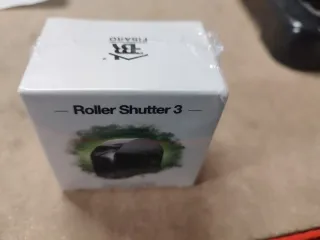 FIBARO
— Roller Shutter 3 —